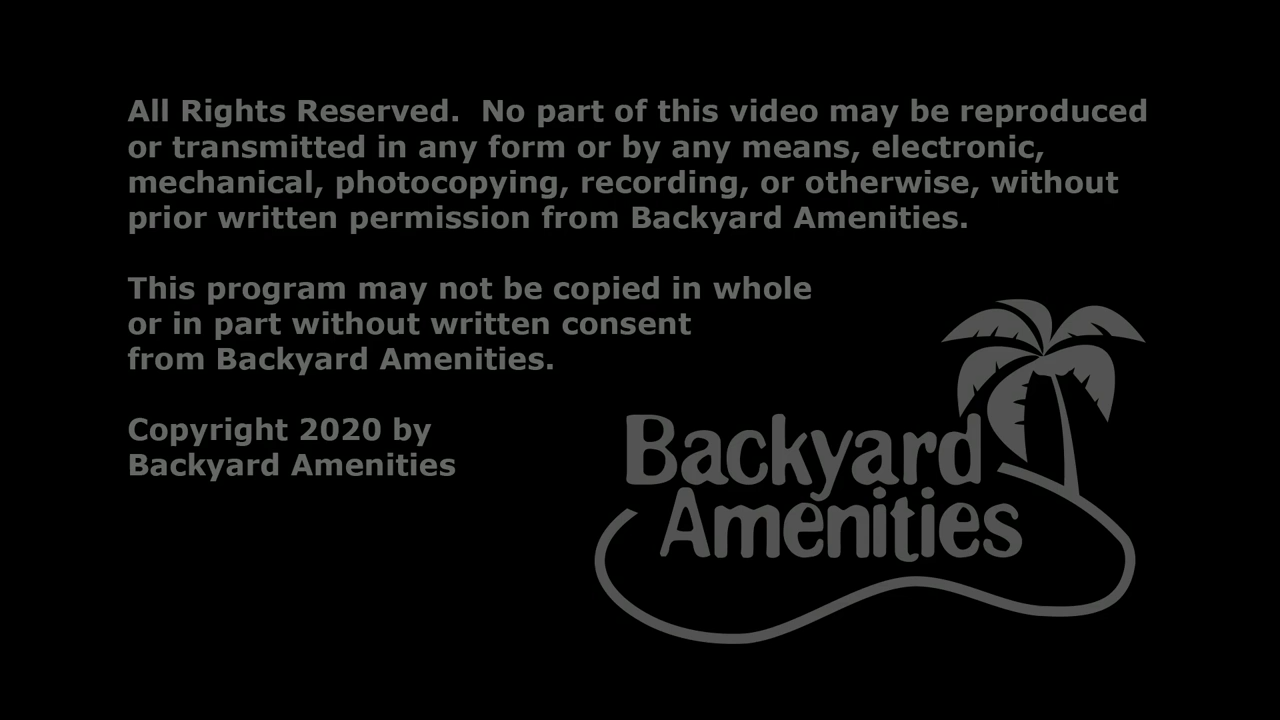 All Rights Reserved.  No part of this video may be reproduced
or transmitted in any form or by any means, electronic,
mechanical, photocopying, recording, or otherwise, without
prior written permission from Backyard Amenities.
This program may not be copied in whole
or in part without written consent
from Backyard Amenities.
Copyright 2020 by
Backyard Amenities
Backyard
Amenities